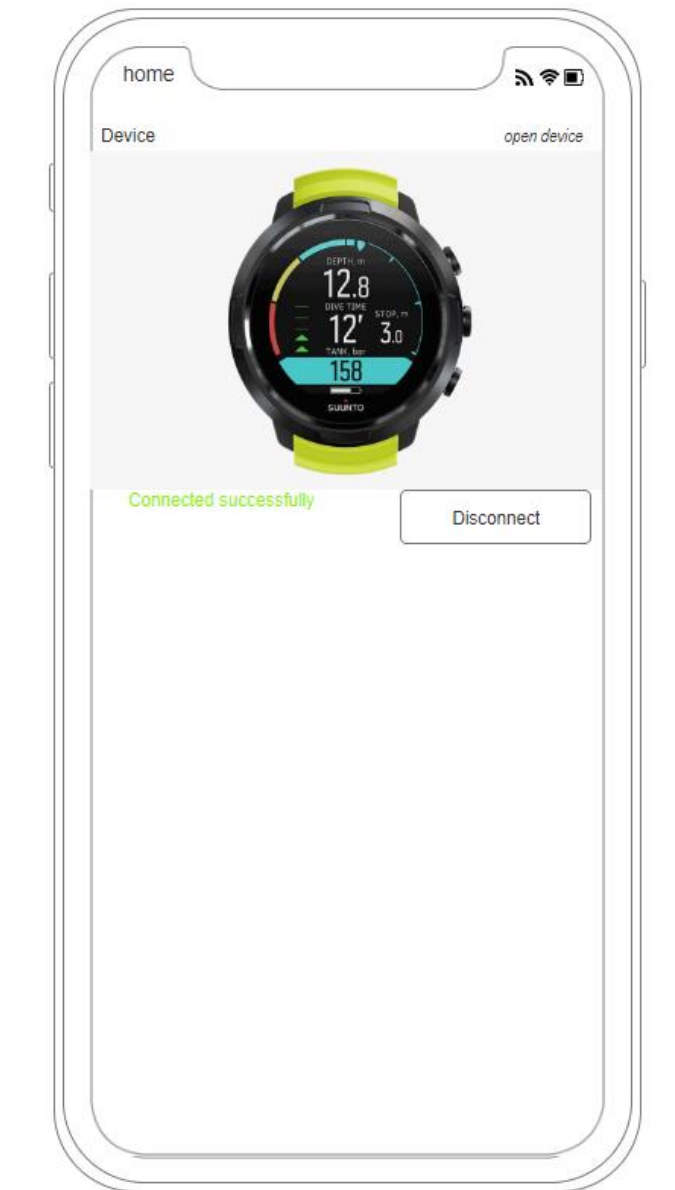 home
Device
open device
DEPTH, m
12.8
DIVE TIME
12'
STOP, m
3.0
TANK, bar
158
SUUNTO
Connected successfully
Disconnect